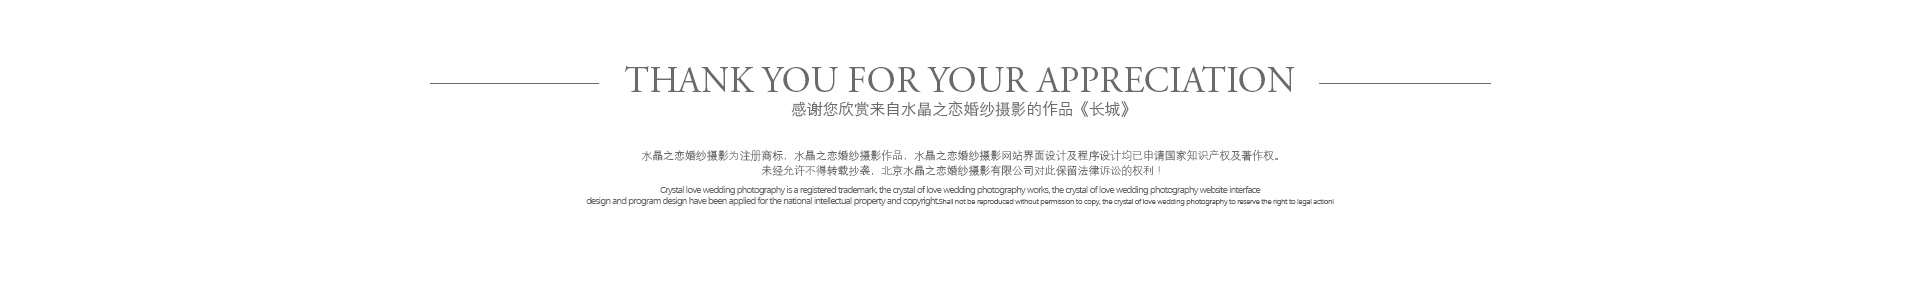 THANK YOU FOR YOUR APPRECIATION
感谢您欣赏来自水晶之恋婚纱摄影的作品《长城》
水晶之恋婚纱摄影为注册商标、水晶之恋婚纱摄影作品、水晶之恋婚纱摄影网站界面设计及程序设计均已申请国家知识产权及著作权。
未经允许不得转载抄袭、北京水晶之恋婚纱摄影有限公司对此保留法律诉讼的权利！
Crystal love wedding photography is a registered trademark, the crystal of love wedding photography works, the crystal of love wedding photography website interface
design and program design have been applied for the national intellectual property and copyright.Shall not be reproduced without permission to copy, the crystal of love wedding photography to reserve the right to legal action!